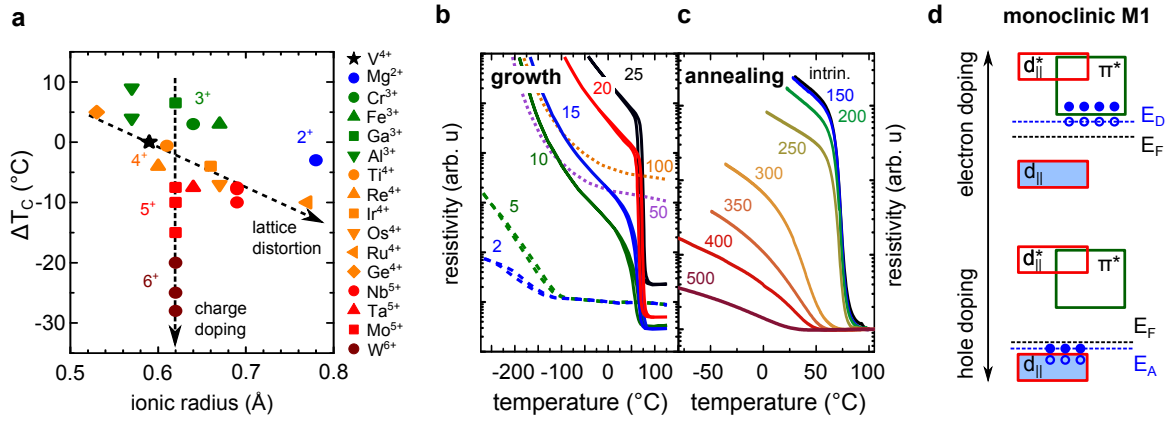 a
ΔT_C (°C)
10
0
-10
-20
-30
0.5
0.6
0.7
0.8
ionic radius (Å)
3⁺
2⁺
4⁺
5⁺
6⁺
lattice
distortion
charge
doping
V⁴⁺
Mg²⁺
Cr³⁺
Fe³⁺
Ga³⁺
Al³⁺
Ti⁴⁺
Re⁴⁺
Ir⁴⁺
Os⁴⁺
Ru⁴⁺
Ge⁴⁺
Nb⁵⁺
Ta⁵⁺
Mo⁵⁺
W⁶⁺
b
growth
25
20
15
10
100
50
5
2
resistivity (arb. u)
-200
-100
0
100
temperature (°C)
c
annealing
intrin.
150
200
250
300
350
400
500
resistivity (arb. u)
-50
0
50
100
temperature (°C)
d
monoclinic M1
electron doping
d*||
π*
E_D
E_F
d||
hole doping
d*||
π*
E_F
d||
E_A